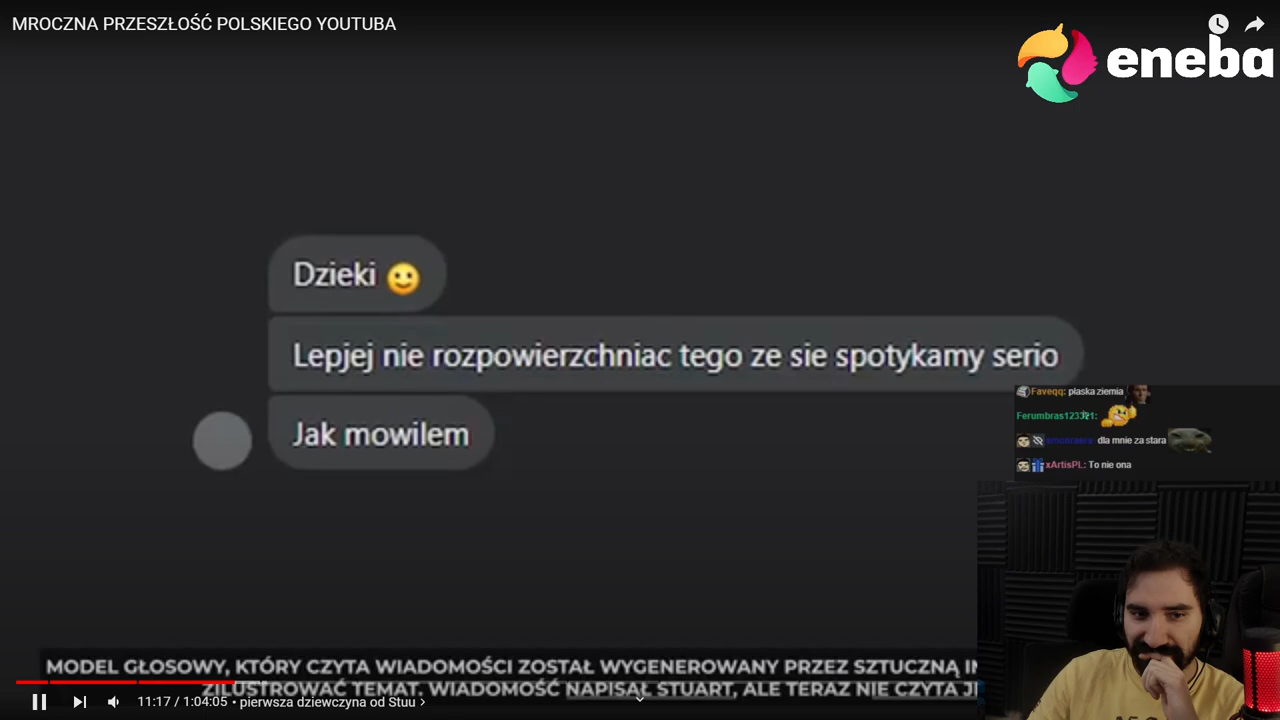 MROCZNA PRZESZŁOŚĆ POLSKIEGO YOUTUBA
eneba
Dzieki
Lepjej nie rozpowierzchniac tego ze sie spotykamy serio
Jak mowilem
Faveqq: płaska ziemia
Ferumbras123321:
dla mnie za stara
xArtisPL: To nie ona
MODEL GŁOSOWY, KTÓRY CZYTA WIADOMOŚCI ZOSTAŁ WYGENEROWANY PRZEZ SZTUCZNĄ
ZILUSTROWAĆ TEMAT. WIADOMOŚĆ NAPISAŁ STUART, ALE TERAZ NIE CZYTA
11:17 / 1:04:05 • pierwsza dziewczyna od Stuu